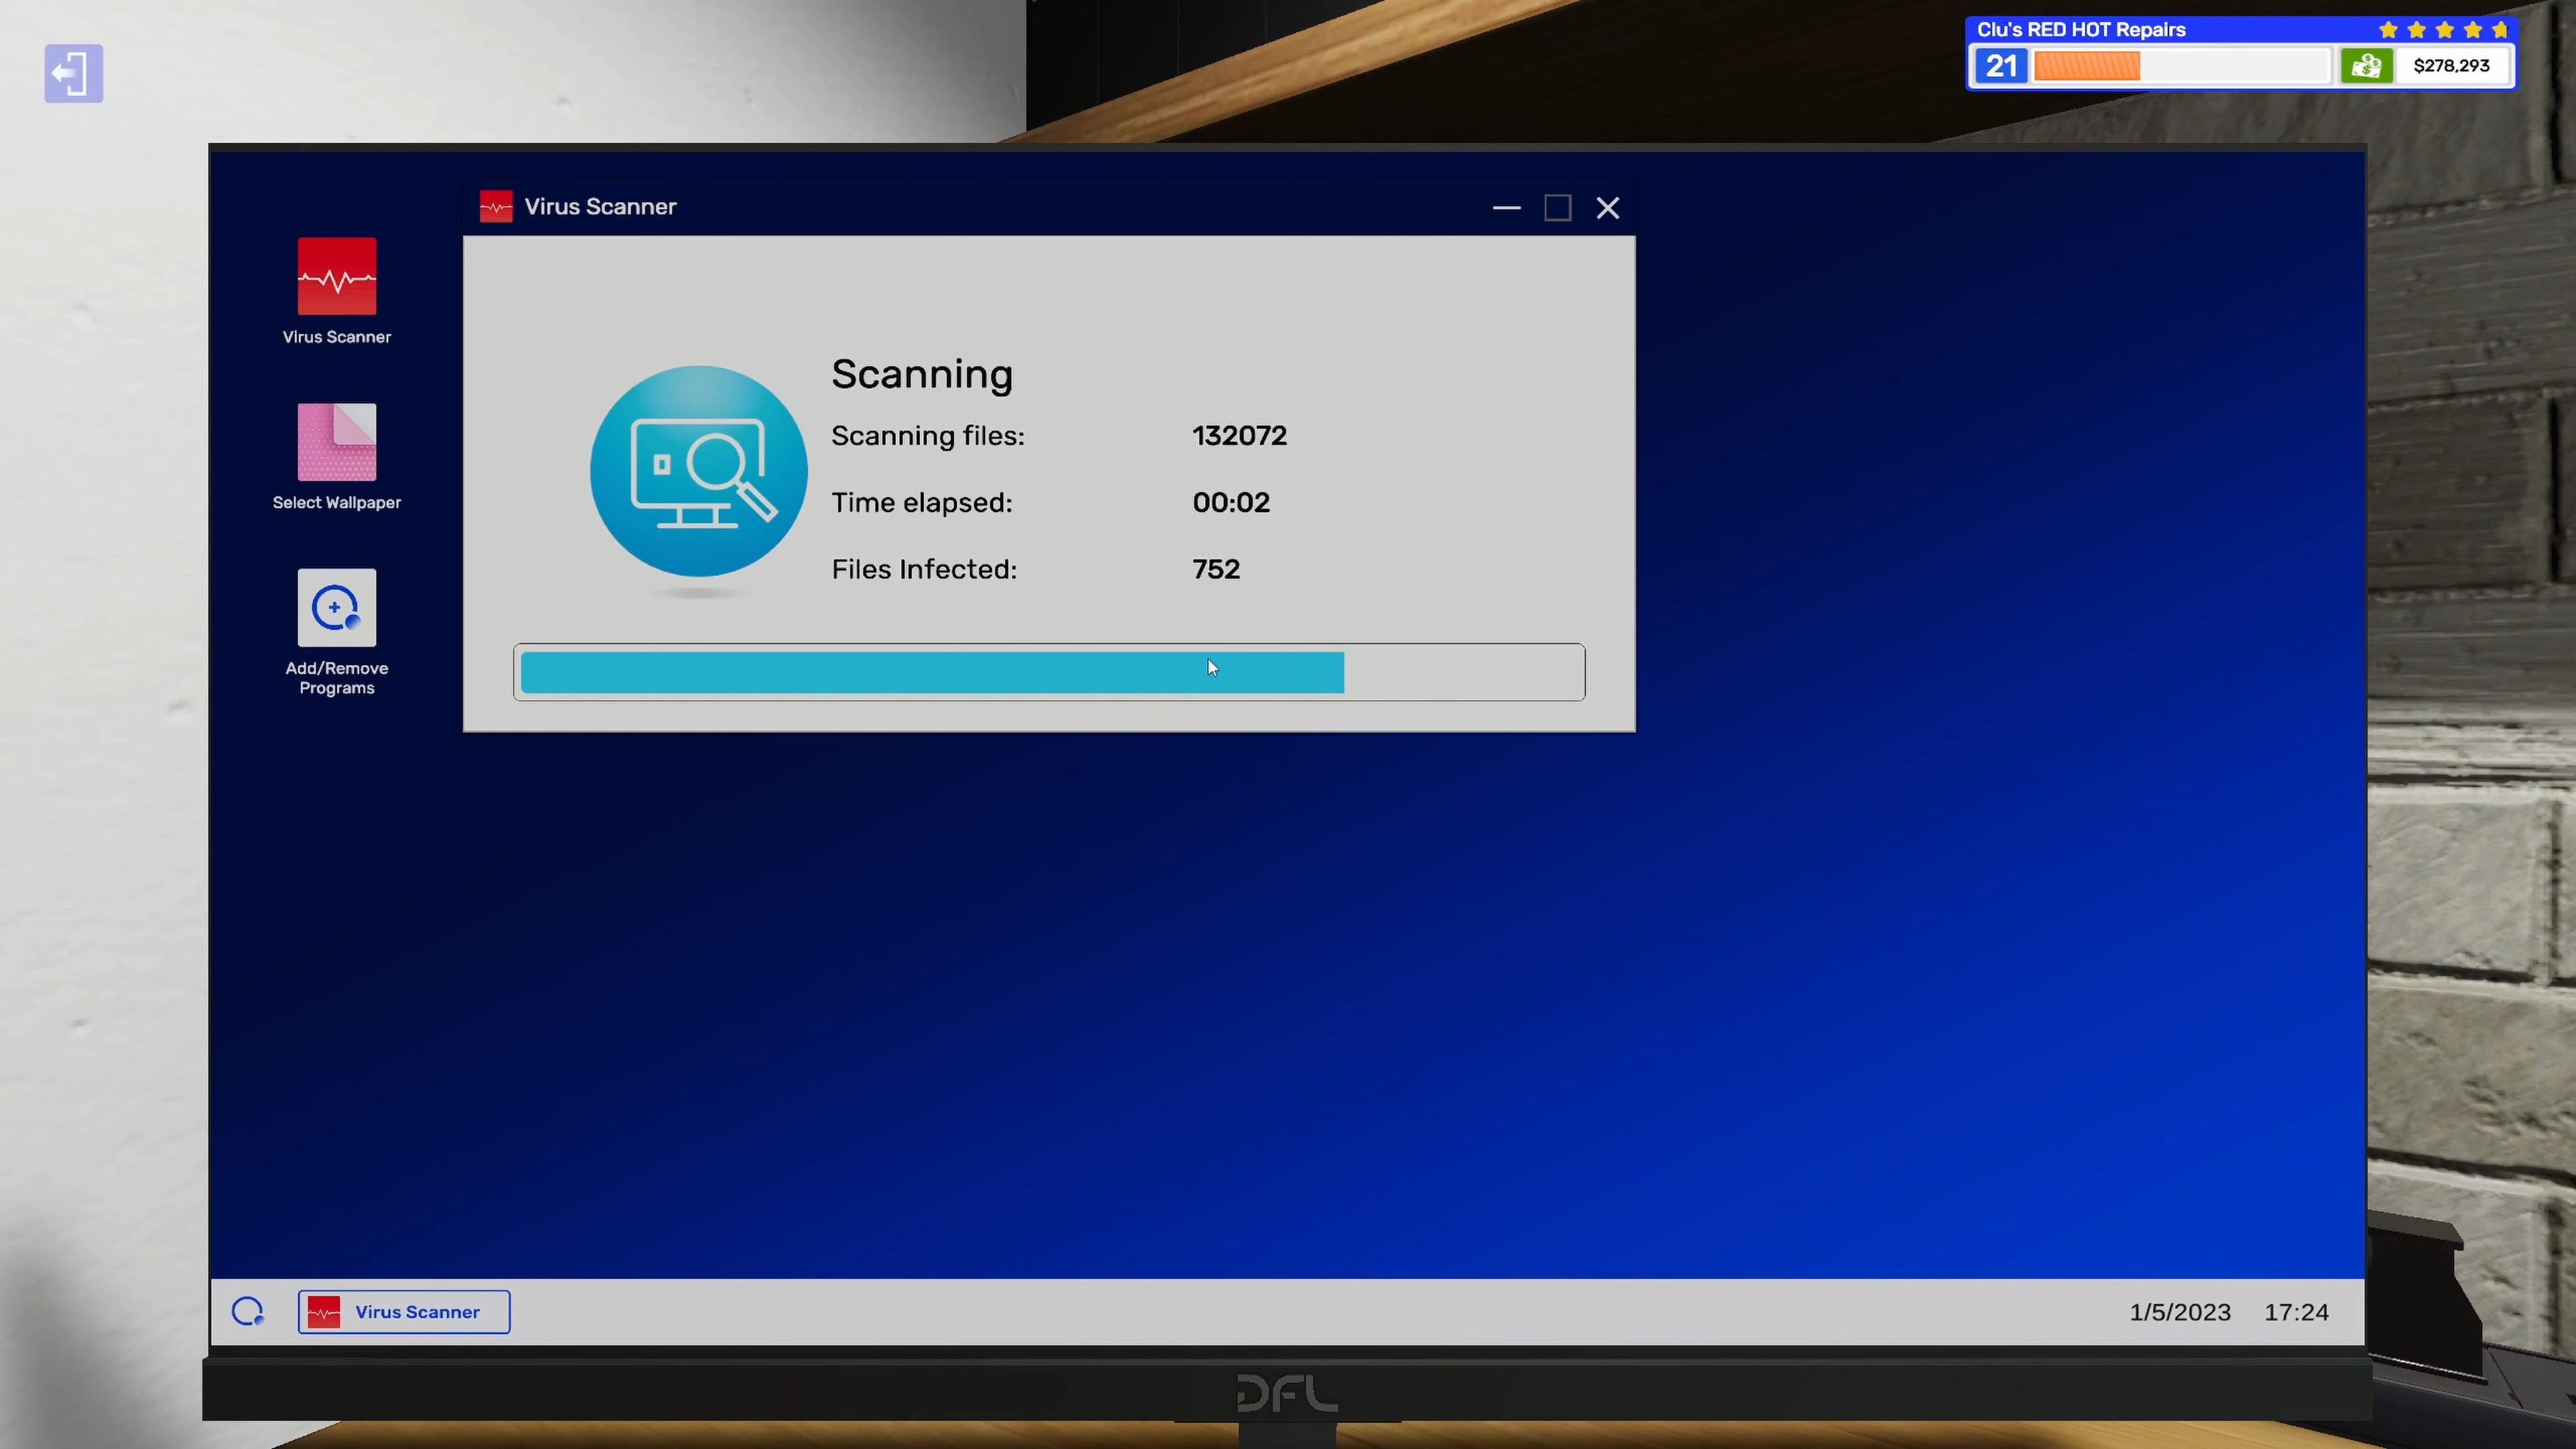 Clu's RED HOT Repairs
21
$278,293
Virus Scanner
Virus Scanner
Select Wallpaper
Add/Remove
Programs
Scanning
Scanning files: 132072
Time elapsed: 00:02
Files Infected: 752
Virus Scanner
1/5/2023 17:24
DFL